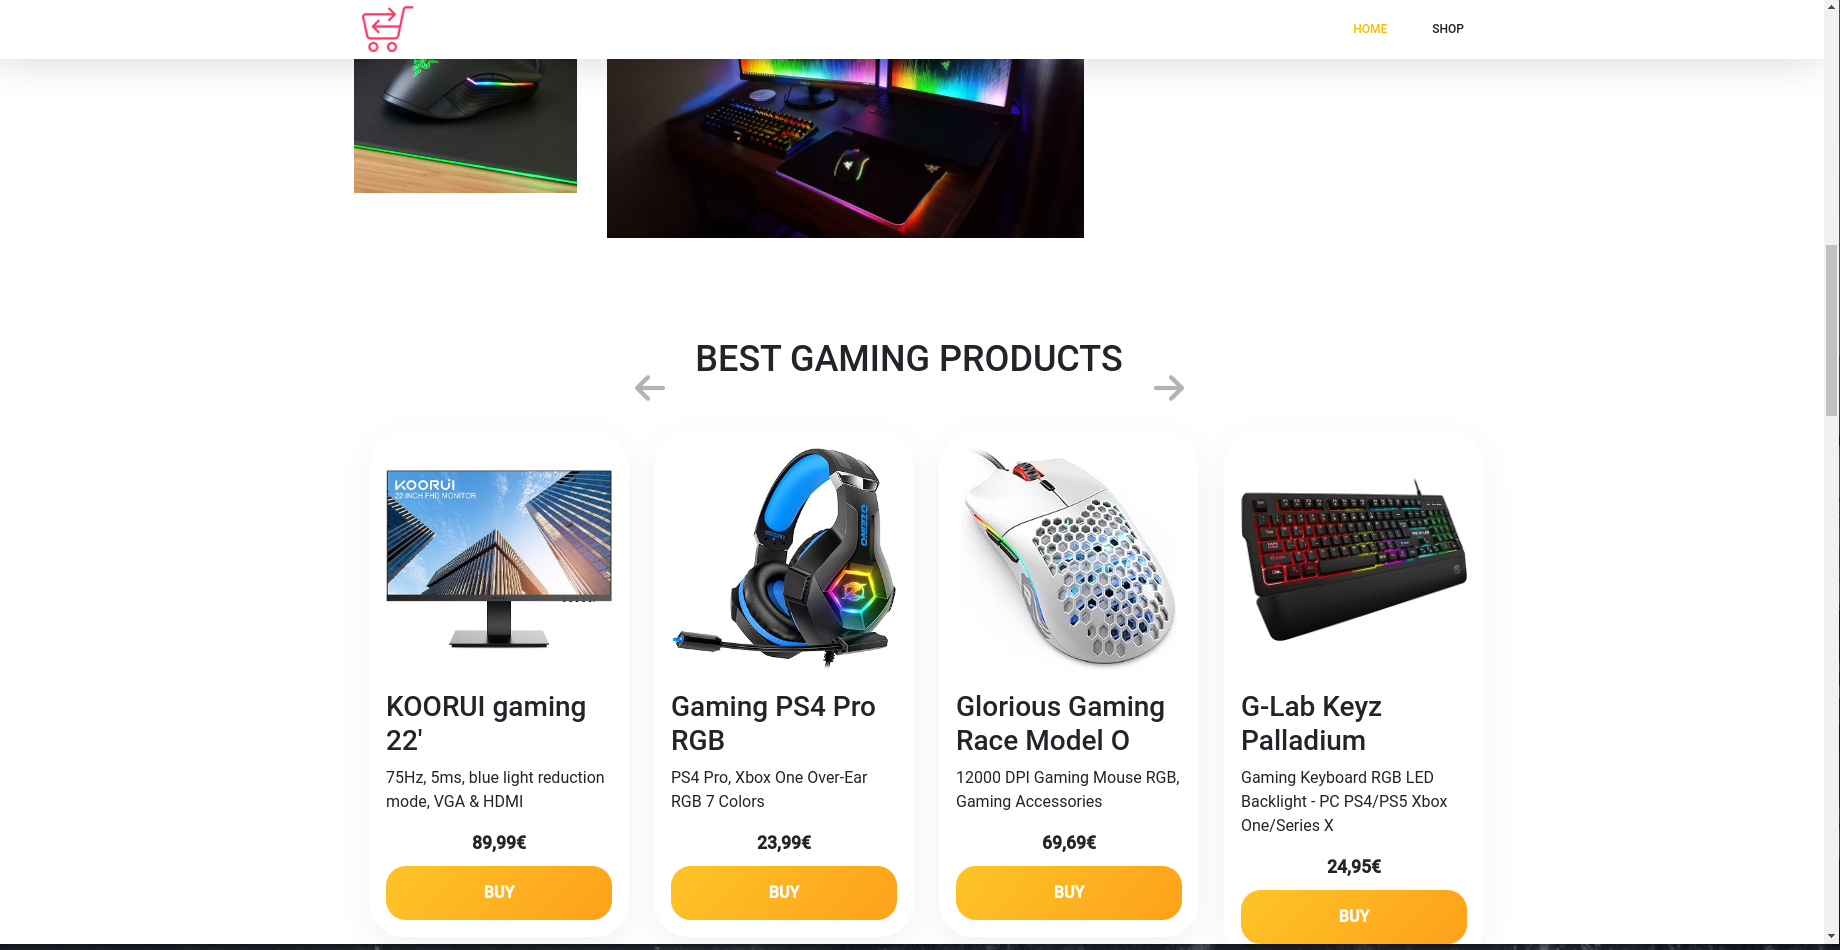 HOME
SHOP
BEST GAMING PRODUCTS
KOORUI
22 INCH FHD MONITOR
KOORUI gaming
22'
75Hz, 5ms, blue light reduction
mode, VGA & HDMI
89,99€
BUY
Gaming PS4 Pro
RGB
PS4 Pro, Xbox One Over-Ear
RGB 7 Colors
23,99€
BUY
Glorious Gaming
Race Model O
12000 DPI Gaming Mouse RGB,
Gaming Accessories
69,69€
BUY
G-Lab Keyz
Palladium
Gaming Keyboard RGB LED
Backlight - PC PS4/PS5 Xbox
One/Series X
24,95€
BUY